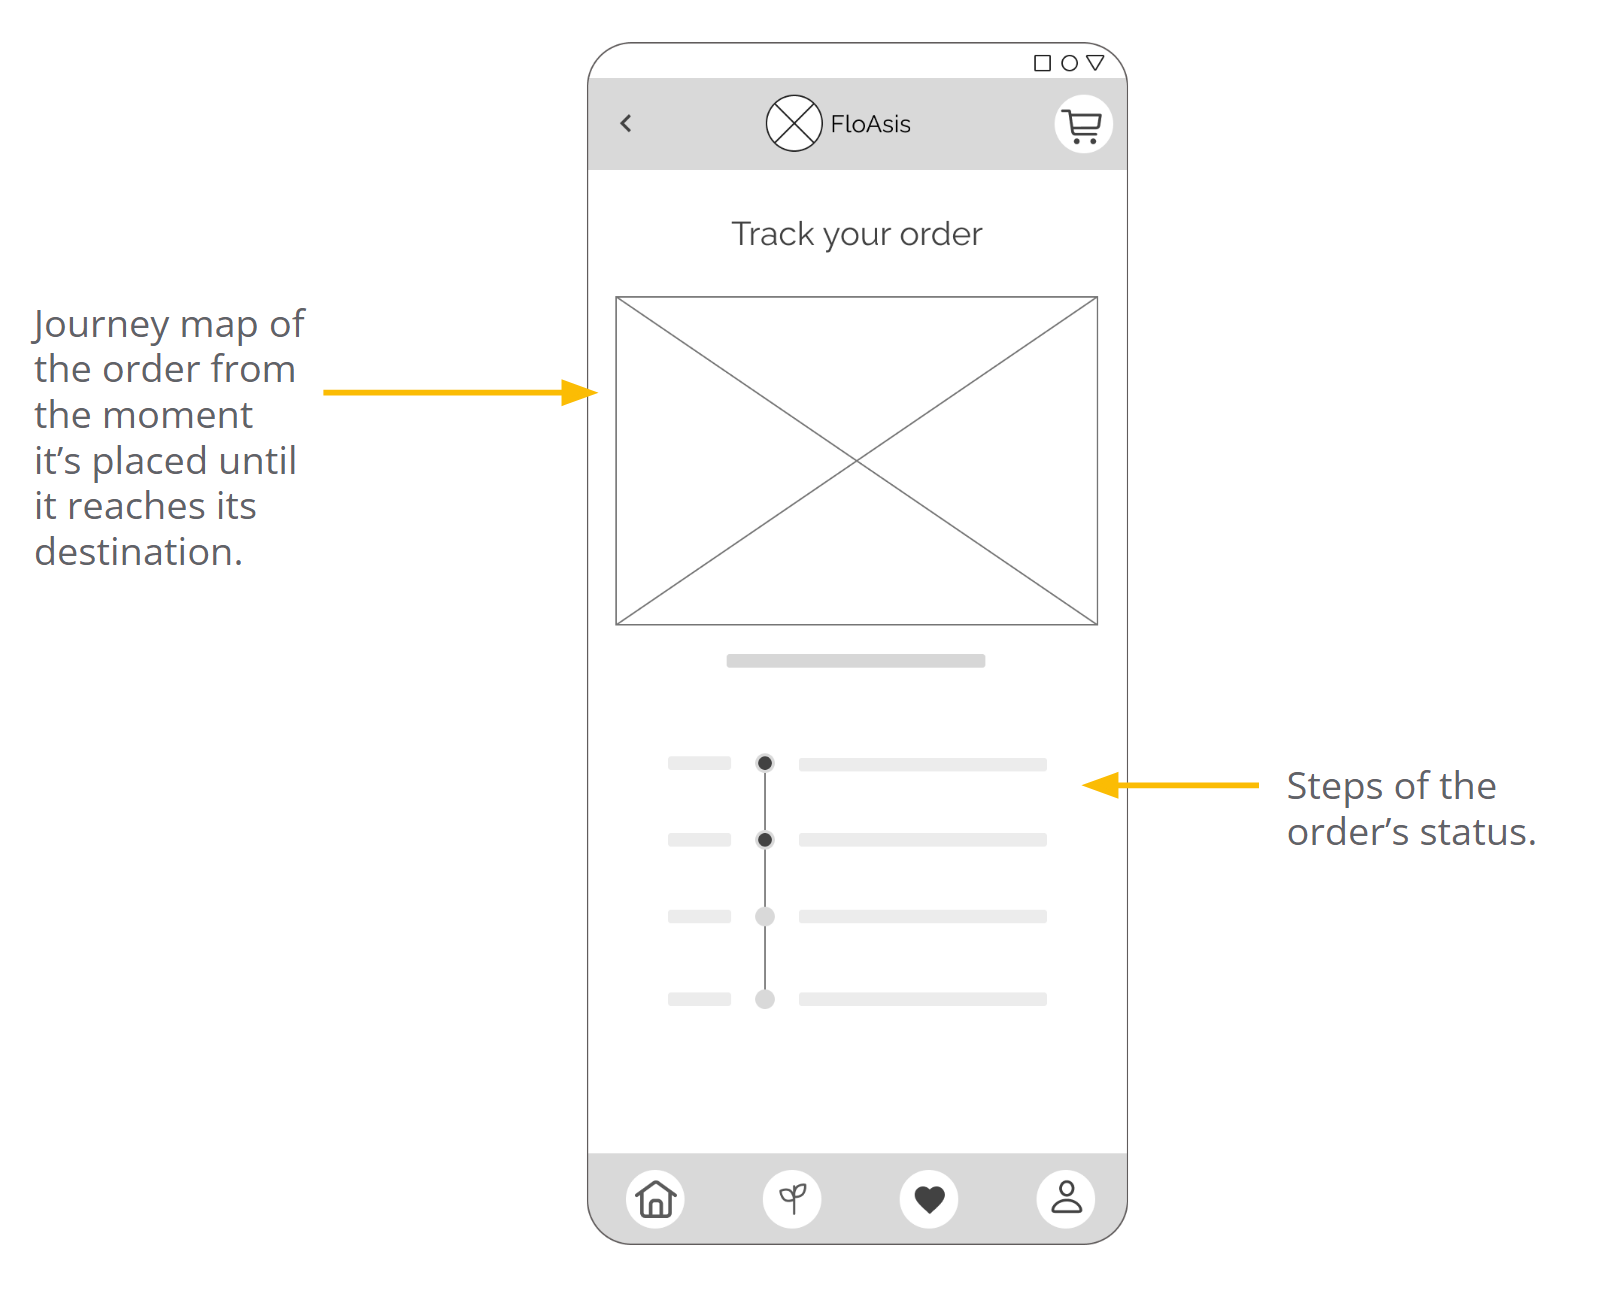 FloAsis
Track your order
Journey map of
the order from
the moment
it’s placed until
it reaches its
destination.
Steps of the
order’s status.